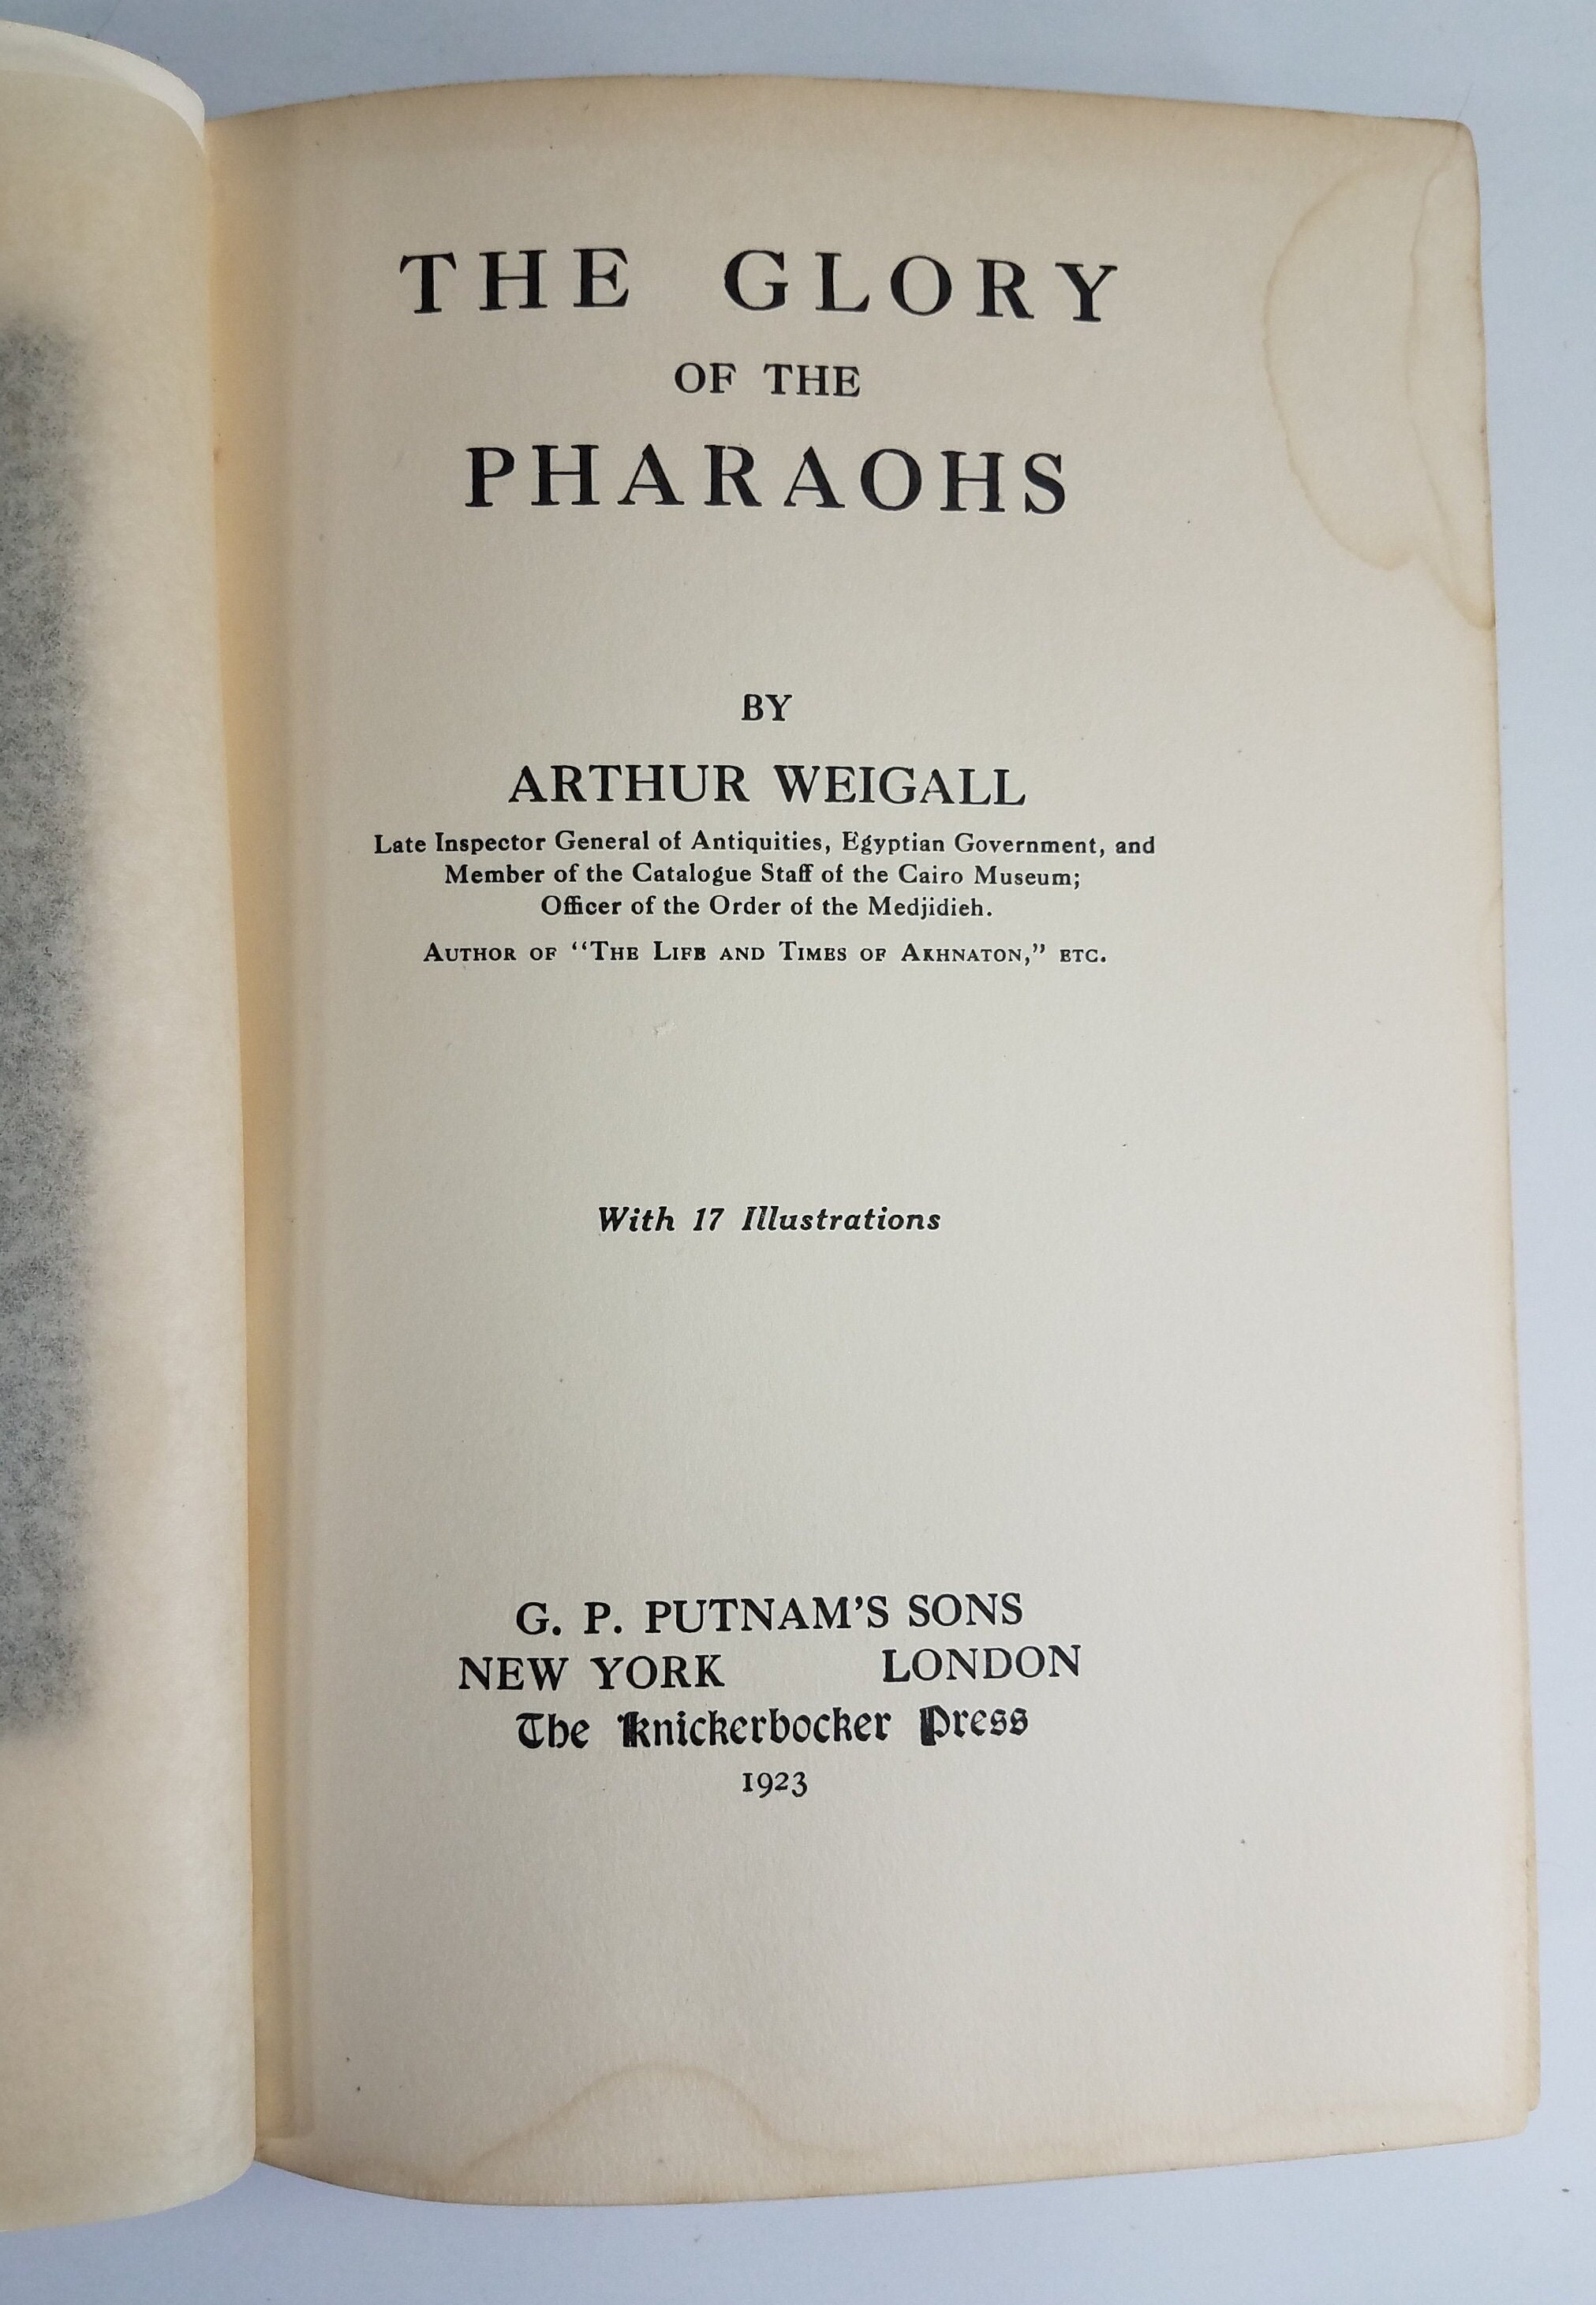 THE GLORY
OF THE
PHARAOHS
BY
ARTHUR WEIGALL
Late Inspector General of Antiquities, Egyptian Government, and
Member of the Catalogue Staff of the Cairo Museum;
Officer of the Order of the Medjidieh.
AUTHOR OF “THE LIFE AND TIMES OF AKHNATON,” ETC.
With 17 Illustrations
G. P. PUTNAM’S SONS
NEW YORK LONDON
The Knickerbocker Press
1923